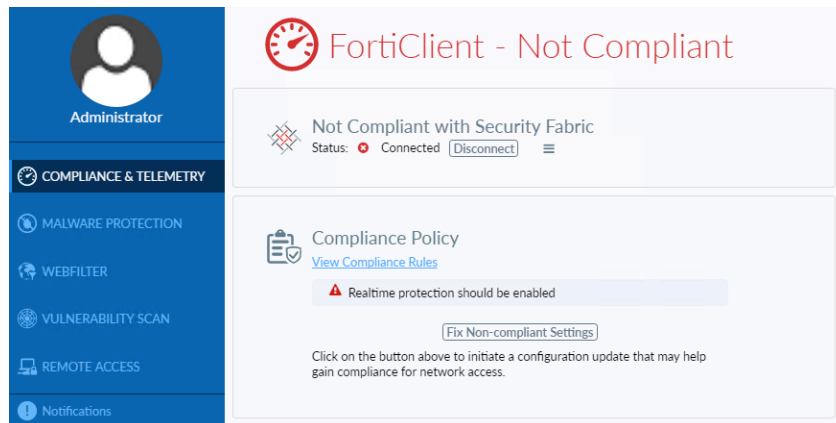 FortiClient - Not Compliant
Administrator
Not Compliant with Security Fabric
Status: Connected Disconnect
COMPLIANCE & TELEMETRY
MALWARE PROTECTION
WEBFILTER
VULNERABILITY SCAN
REMOTE ACCESS
Notifications
Compliance Policy
View Compliance Rules
Realtime protection should be enabled
Fix Non-compliant Settings
Click on the button above to initiate a configuration update that may help
gain compliance for network access.